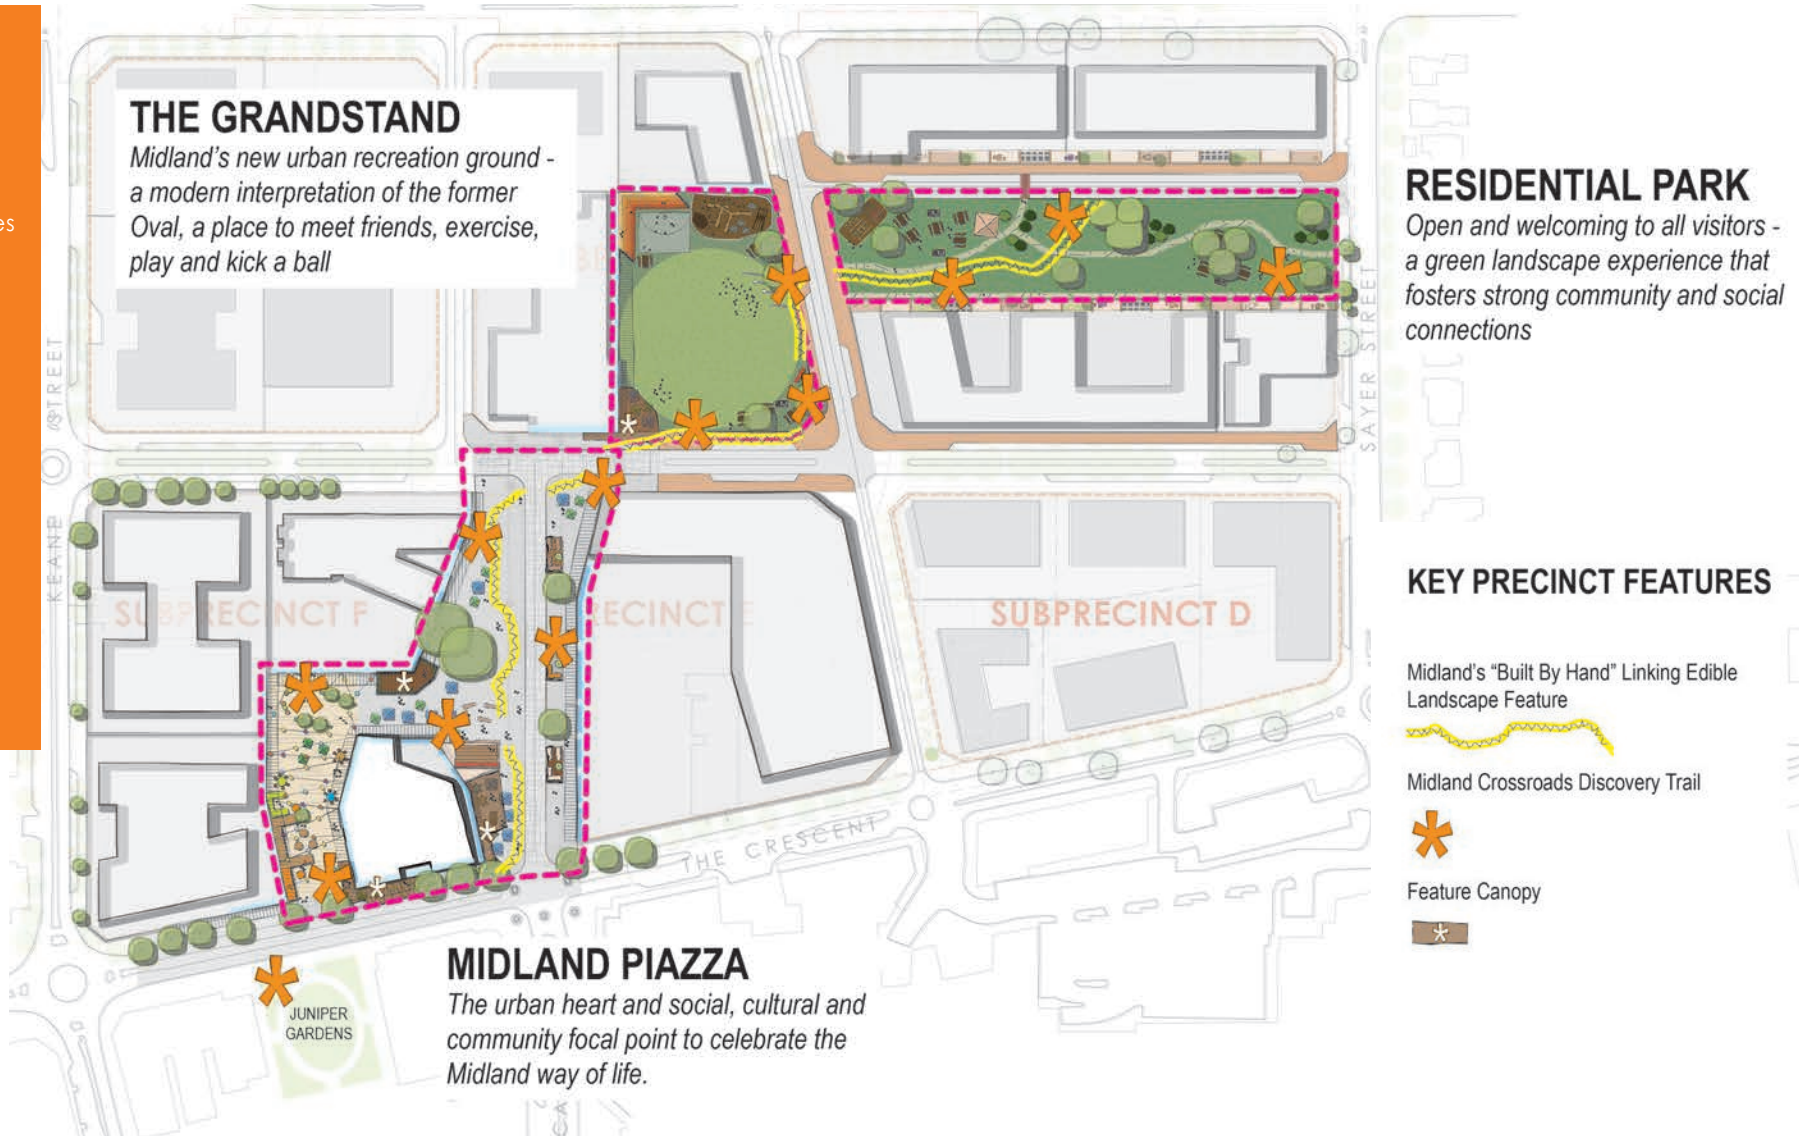 es
THE GRANDSTAND
Midland's new urban recreation ground -
a modern interpretation of the former
Oval, a place to meet friends, exercise,
play and kick a ball
RESIDENTIAL PARK
Open and welcoming to all visitors -
a green landscape experience that
fosters strong community and social
connections
STREET
KEANE
SAYER STREET
SUBPRECINCT F
RECINCT E
SUBPRECINCT D
KEY PRECINCT FEATURES
Midland's “Built By Hand” Linking Edible
Landscape Feature
Midland Crossroads Discovery Trail
Feature Canopy
THE CRESCENT
MIDLAND PIAZZA
The urban heart and social, cultural and
community focal point to celebrate the
Midland way of life.
JUNIPER
GARDENS